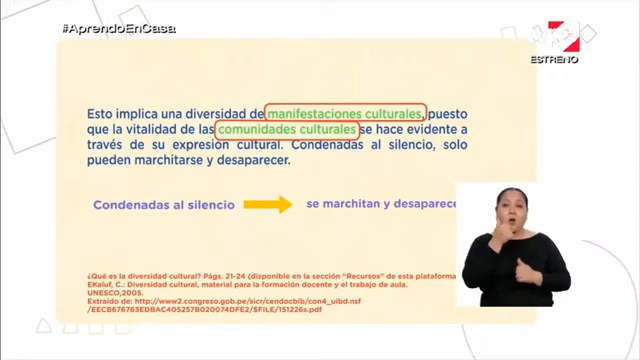 #AprendoEnCasa
ESTRENO
Esto implica una diversidad de manifestaciones culturales, puesto
que la vitalidad de las comunidades culturales se hace evidente a
través de su expresión cultural. Condenadas al silencio, solo
pueden marchitarse y desaparecer.
Condenadas al silencio
se marchitan y desaparece
¿Qué es la diversidad cultural? Págs. 21-24 (disponible en la sección "Recursos" de esta plataforma
EKaluf, C.: Diversidad cultural, material para la formación docente y el trabajo de aula.
UNESCO,2005.
Extraído de: http://www2.congreso.gob.pe/sicr/cendocbib/con4_uibd.nsf
/EECB676763EDBAC405257B020074DFE2/$FILE/151226s.pdf